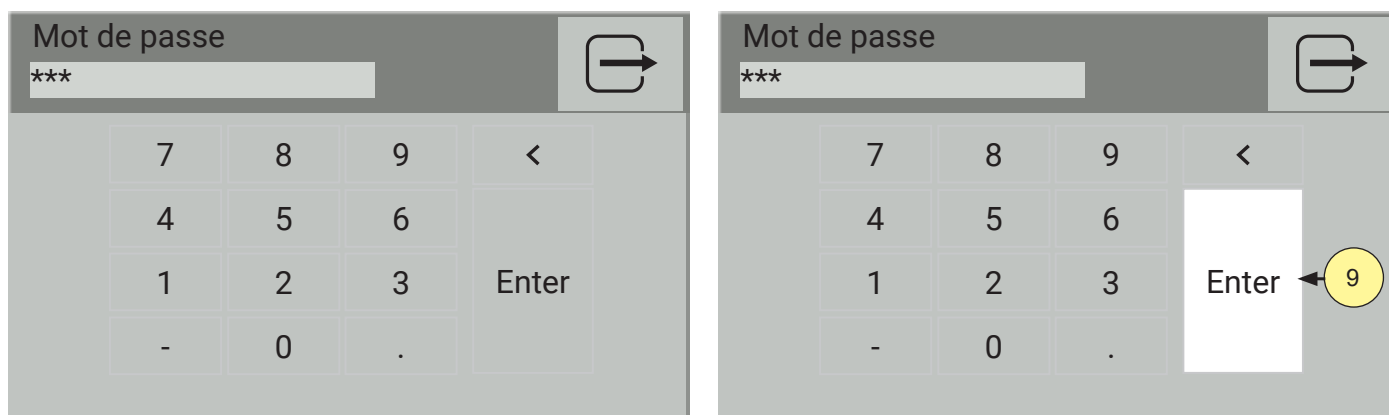 Mot de passe
***
7 8 9 <
4 5 6
1 2 3 Enter
- 0 .
Mot de passe
***
7 8 9 <
4 5 6
1 2 3 Enter 9
- 0 .